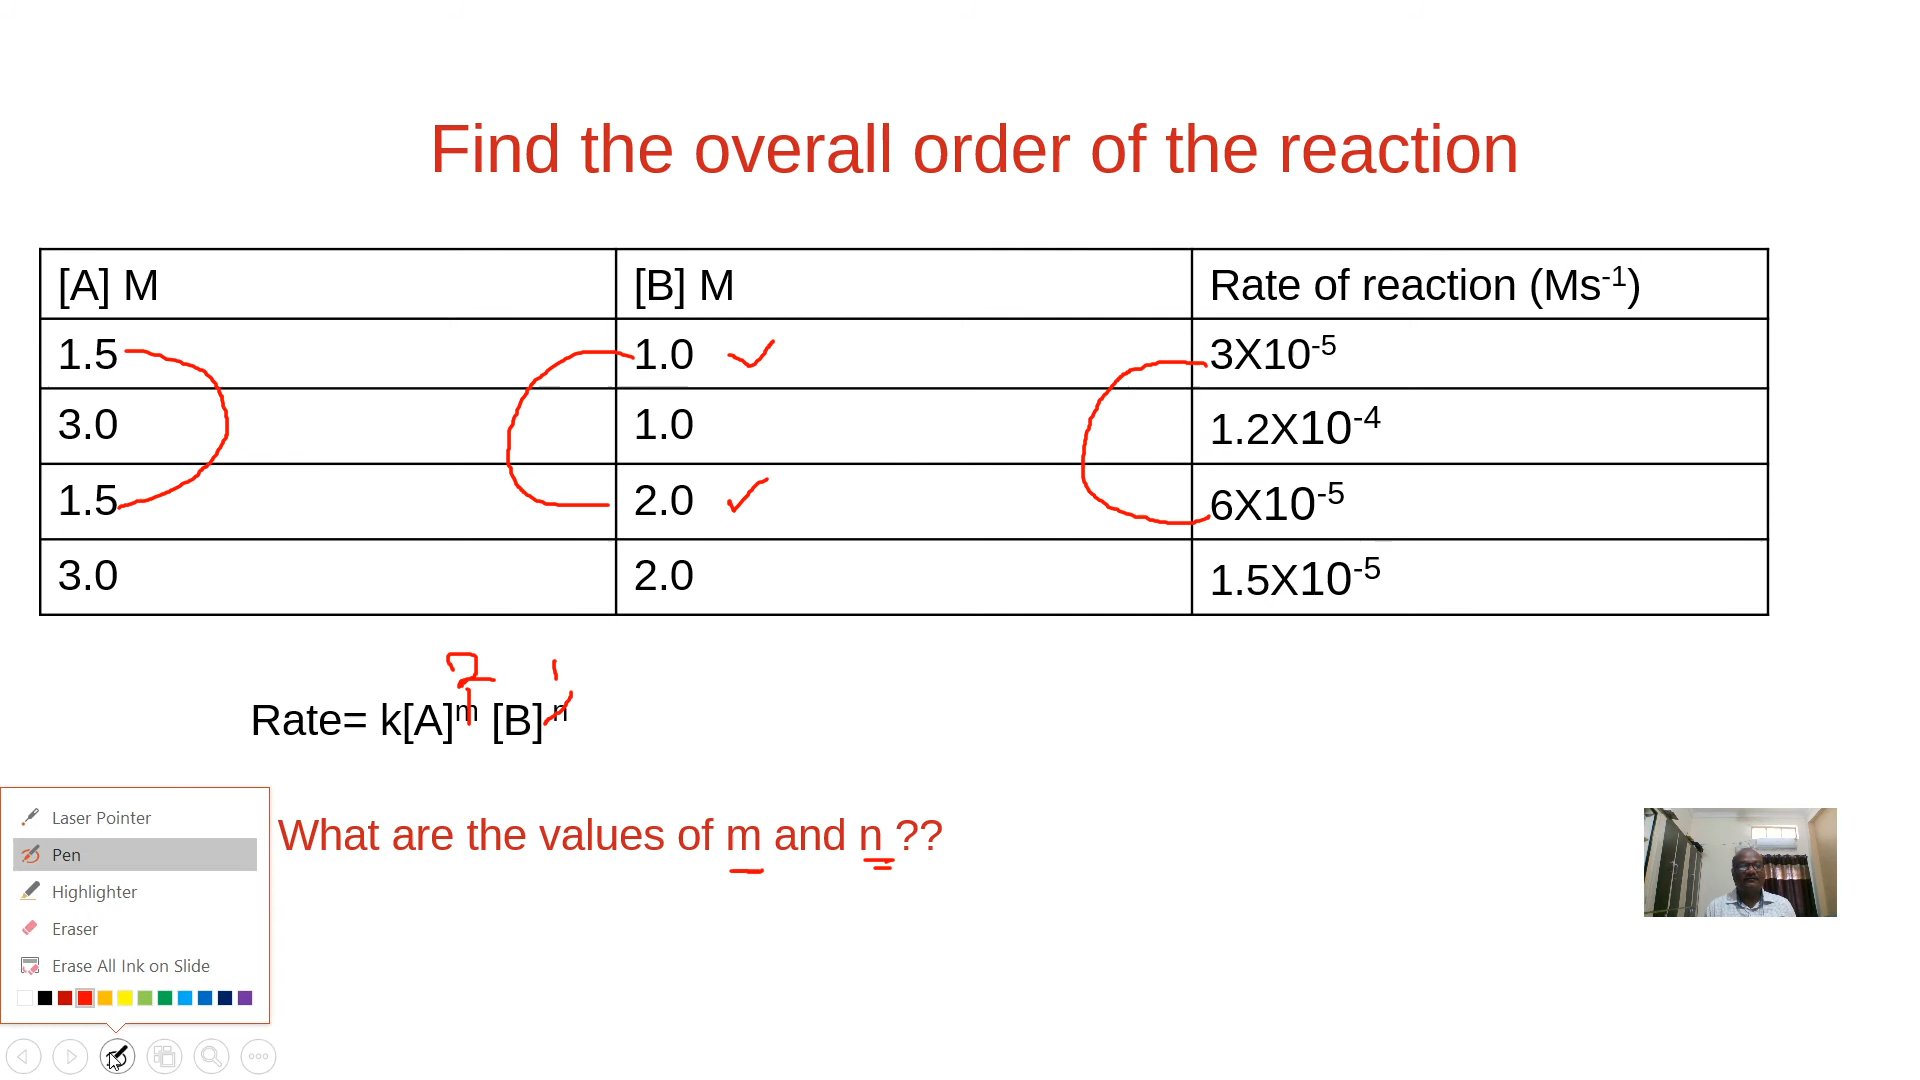 Find the overall order of the reaction
[A] M [B] M Rate of reaction (Ms⁻¹)
1.5 1.0 3X10⁻⁵
3.0 1.0 1.2X10⁻⁴
1.5 2.0 6X10⁻⁵
3.0 2.0 1.5X10⁻⁵
2 1
Rate= k[A]ᵐ [B]ⁿ
What are the values of m and n ??
Laser Pointer
Pen
Highlighter
Eraser
Erase All Ink on Slide